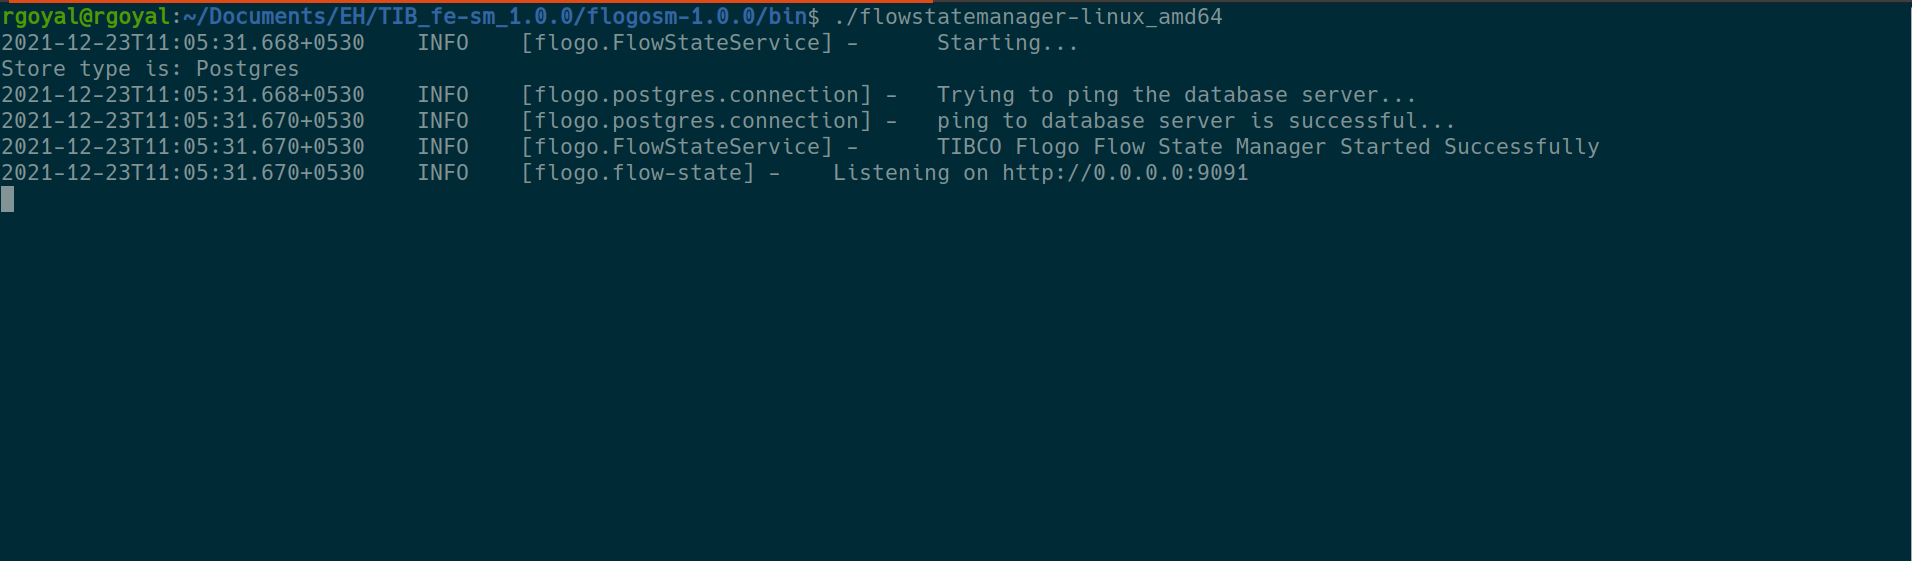 rgoyal@rgoyal:~/Documents/EH/TIB_fe-sm_1.0.0/flogosm-1.0.0/bin$ ./flowstatemanager-linux_amd64
2021-12-23T11:05:31.668+0530    INFO    [flogo.FlowStateService] -      Starting...
Store type is: Postgres
2021-12-23T11:05:31.668+0530    INFO    [flogo.postgres.connection] -   Trying to ping the database server...
2021-12-23T11:05:31.670+0530    INFO    [flogo.postgres.connection] -   ping to database server is successful...
2021-12-23T11:05:31.670+0530    INFO    [flogo.FlowStateService] -      TIBCO Flogo Flow State Manager Started Successfully
2021-12-23T11:05:31.670+0530    INFO    [flogo.flow-state] -    Listening on http://0.0.0.0:9091